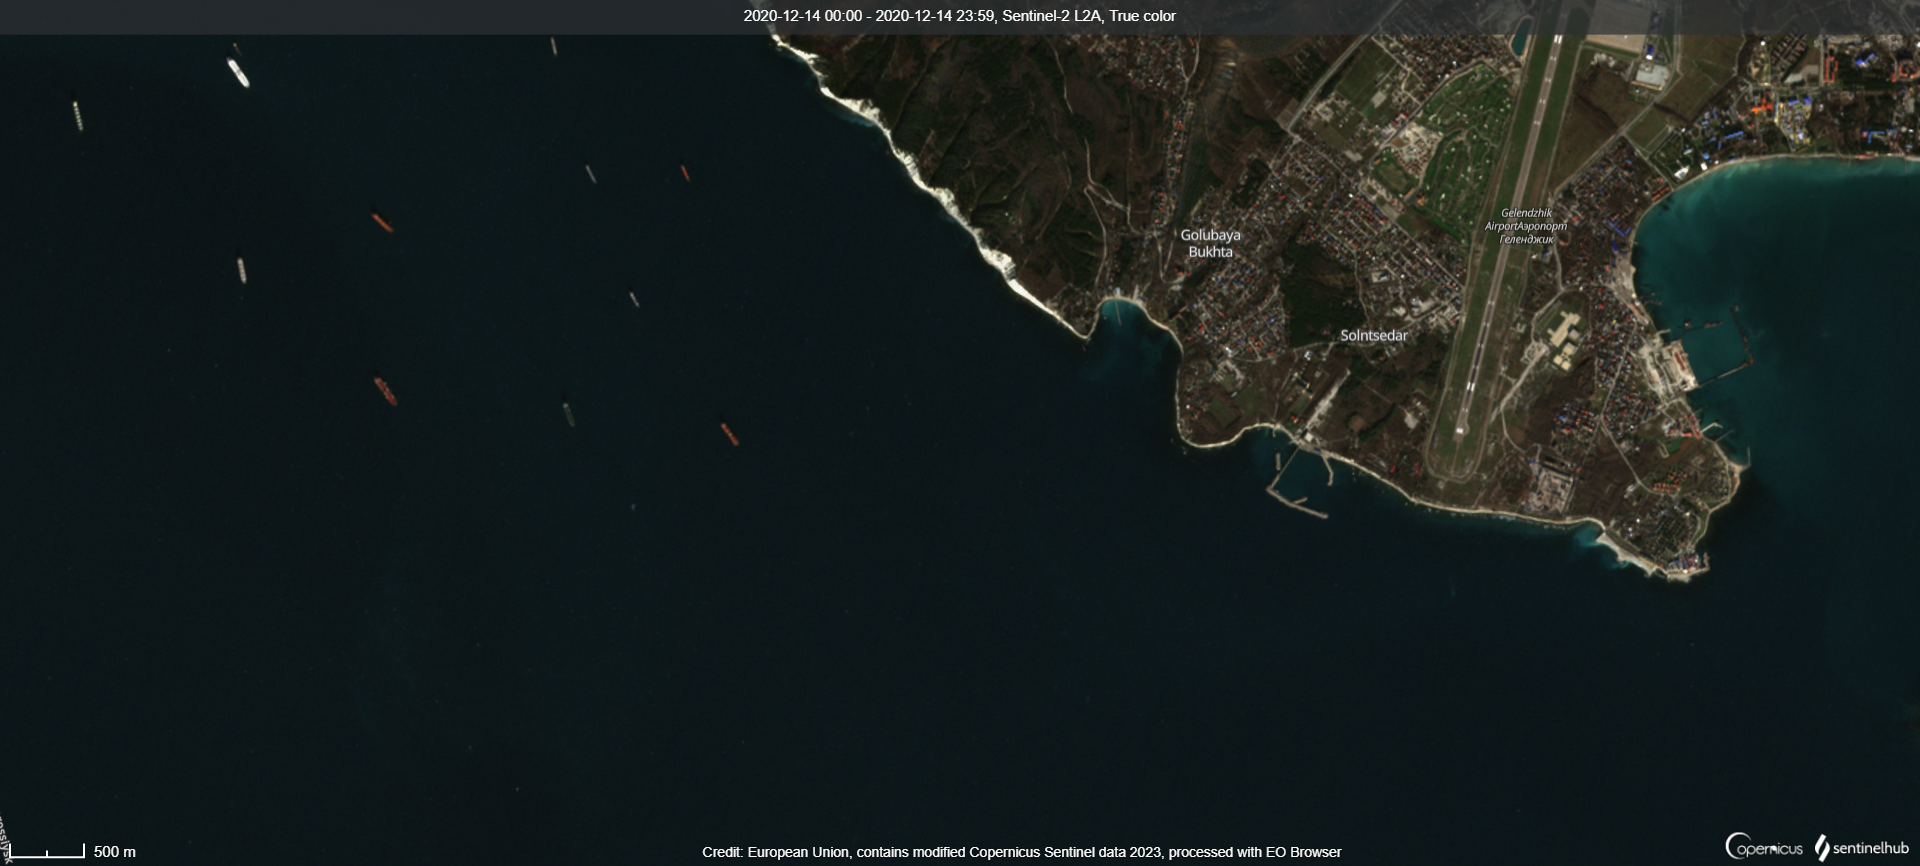 2020-12-14 00:00 - 2020-12-14 23:59, Sentinel-2 L2A, True color
Gelendzhik
AirportАэропорт
Геленджик
Golubaya
Bukhta
Solntsedar
500 m
Credit: European Union, contains modified Copernicus Sentinel data 2023, processed with EO Browser
Copernicus
sentinelhub